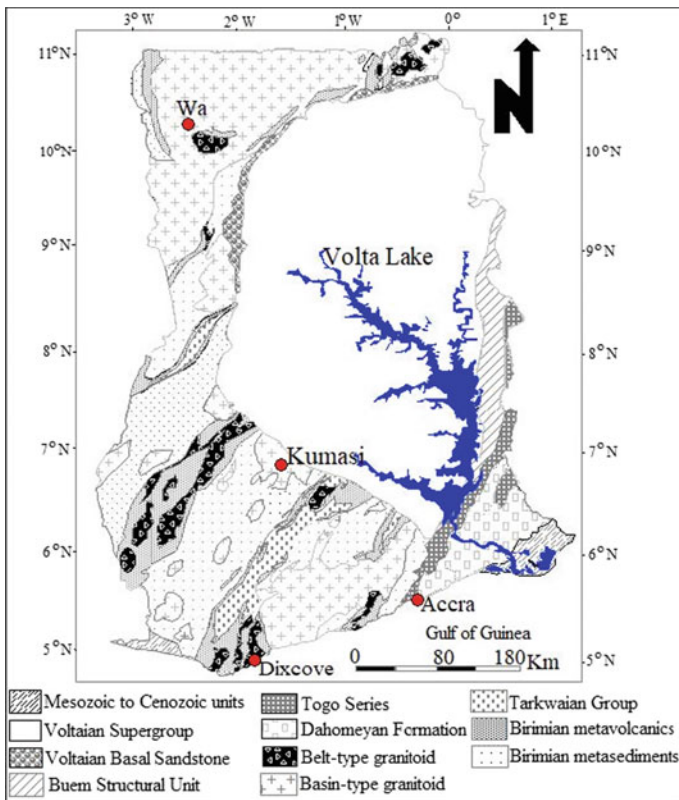 3°W 2°W 1°W 0° 1°E
11°N 11°N
Wa
10°N 10°N
N
9°N 9°N
Volta Lake
8°N 8°N
7°N 7°N
Kumasi
6°N 6°N
Accra
Gulf of Guinea
5°N 5°N
0 80 180 Km
Dixcove
Mesozoic to Cenozoic units
Togo Series
Tarkwaian Group
Voltaian Supergroup
Dahomeyan Formation
Birimian metavolcanics
Voltaian Basal Sandstone
Belt-type granitoid
Birimian metasediments
Buem Structural Unit
Basin-type granitoid